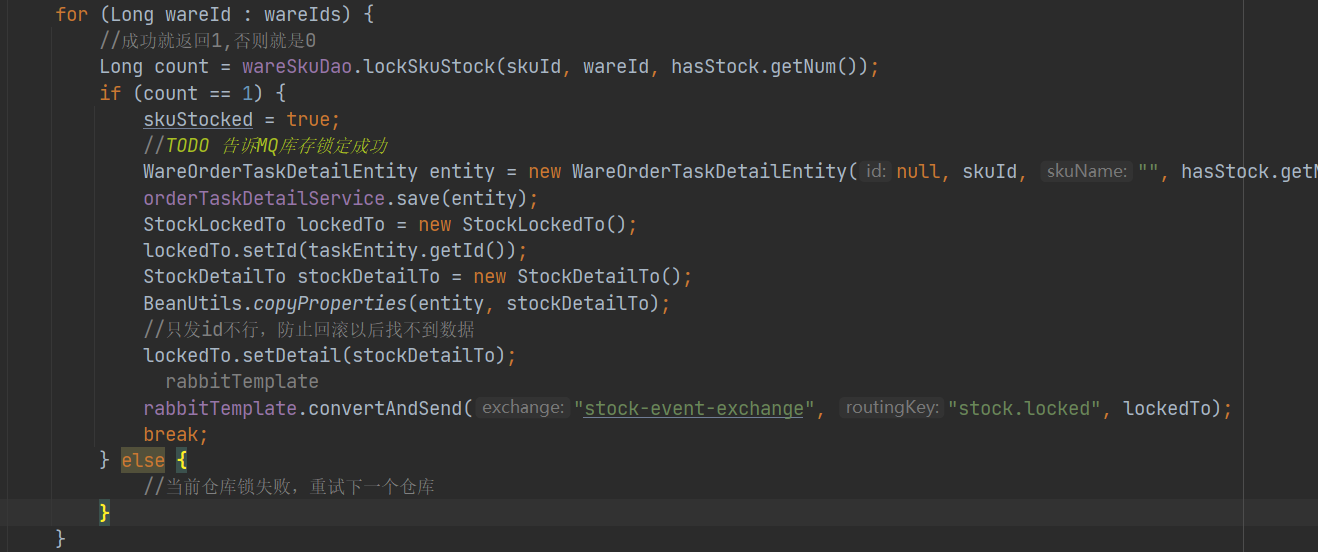 for (Long wareId : wareIds) {
//成功就返回1,否则就是0
Long count = wareSkuDao.lockSkuStock(skuId, wareId, hasStock.getNum());
if (count == 1) {
skuStocked = true;
//TODO 告诉MQ库存锁定成功
WareOrderTaskDetailEntity entity = new WareOrderTaskDetailEntity( id: null, skuId, skuName: "", hasStock.getN
orderTaskDetailService.save(entity);
StockLockedTo lockedTo = new StockLockedTo();
lockedTo.setId(taskEntity.getId());
StockDetailTo stockDetailTo = new StockDetailTo();
BeanUtils.copyProperties(entity, stockDetailTo);
//只发id不行，防止回滚以后找不到数据
lockedTo.setDetail(stockDetailTo);
rabbitTemplate
rabbitTemplate.convertAndSend( exchange: "stock-event-exchange", routingKey: "stock.locked", lockedTo);
break;
} else {
//当前仓库锁失败，重试下一个仓库
}
}